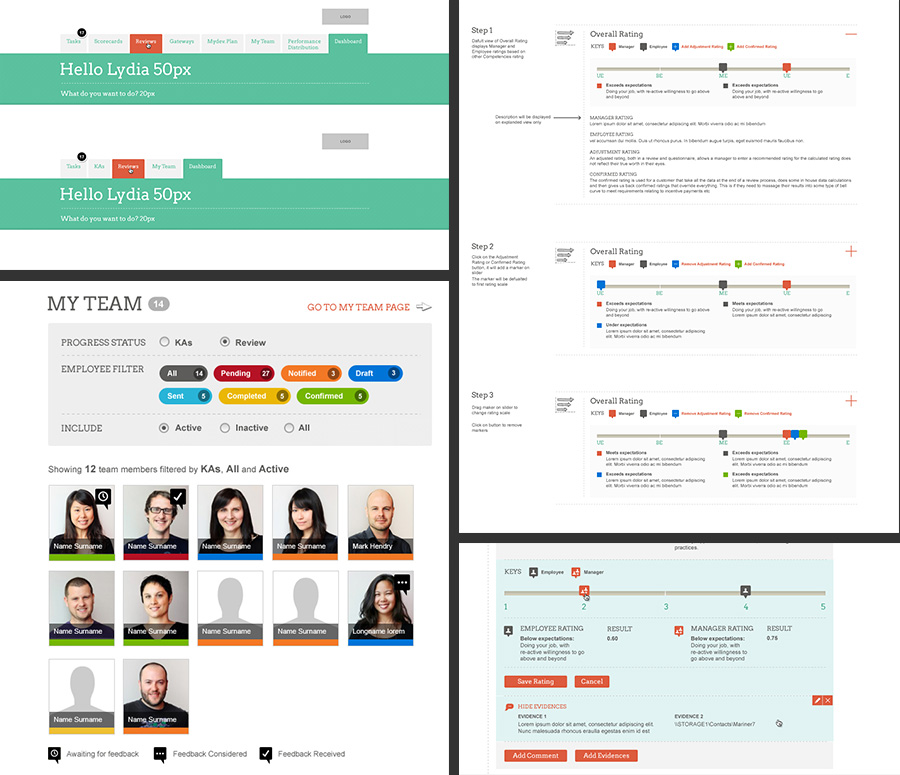 LOGO
17
Tasks
Scorecards
Reviews
Gateways
Mydev Plan
My Team
Performance
Distribution
Dashboard
Hello Lydia 50px
What do you want to do? 20px
LOGO
17
Tasks
KAs
Reviews
My Team
Dashboard
Hello Lydia 50px
What do you want to do? 20px
MY TEAM 14
GO TO MY TEAM PAGE
PROGRESS STATUS KAs Review
EMPLOYEE FILTER All 14 Pending 27 Notified 3 Draft 3
Sent 5 Completed 5 Confirmed 5
INCLUDE Active Inactive All
Showing 12 team members filtered by KAs, All and Active
Name Surname
Name Surname
Name Surname
Name Surname
Mark Hendry
Name Surname
Name Surname
Name Surname
Name Surname
Longname lorem
Name Surname
Name Surname
Awaiting for feedback
Feedback Considered
Feedback Received
Step 1
Defult view of Overall Rating
displays Manager and
Employee ratings based on
other Competencies rating
Description will be displayed
on expanded view only.
Overall Rating
KEYS Manager Employee Add Adjustment Rating Add Confirmed Rating
UE BE ME UE E
Exceeds expectations
Doing your job, with re-active willingness to go above
and beyond
Exceeds expectations
Doing your job, with re-active willingness to go above
and beyond
MANAGER RATING
Lorem ipsum dolor sit amet, consectetur adipiscing elit. Morbi viverra odio ac mi bibendum
EMPLOYEE RATING
vel accumsan dui mollis. Duis ut rhoncus purus. In bibendum augue turpis, eget euismod mauris faucibus non.
ADJUSTMENT RATING
An adjusted rating, both in a review and questionnaire, allows a manager to enter a recommended rating for the calculated rating does
not reflect their true worth in their eyes.
CONFIRMED RATING
The confirmed rating is used for a customer that take all the data at the end of a review process, does some in house data calculations
and then gives us back confirmed ratings that override everything. This is if they need to massage their results into some type of bell
curve to meet requirements relating to incentive payments etc.
Step 2
Click on the Adjustment
Rating or Confirmed Rating
button, it will add a marker on
slider
The marker will be defaulted
to first rating scale
Overall Rating
KEYS Manager Employee Remove Adjustment Rating Add Confirmed Rating
UE BE ME UE E
Exceeds expectations
Doing your job, with re-active willingness to go above
and beyond
Meets expectations
Lorem ipsum dolor sit amet, consectetur adipiscing elit.
Morbi viverra odio ac mi bibendum
Under expectations
Lorem ipsum dolor sit amet, consectetur adipiscing elit.
Morbi viverra odio ac mi bibendum
Step 3
Drag maker on slider to
change rating scale
Click on button to remove
markers.
Overall Rating
KEYS Manager Employee Remove Adjustment Rating Remove Confirmed Rating
UE BE ME EE E
Meets expectations
Lorem ipsum dolor sit amet, consectetur adipiscing elit.
Morbi viverra odio ac mi bibendum
Exceeds expectations
Lorem ipsum dolor sit amet, consectetur adipiscing elit.
Morbi viverra odio ac mi bibendum
Exceeds expectations
Lorem ipsum dolor sit amet, consectetur adipiscing elit.
Morbi viverra odio ac mi bibendum
Exceeds expectations
Lorem ipsum dolor sit amet, consectetur adipiscing elit.
Morbi viverra odio ac mi bibendum
practices.
KEYS Employee Manager
1 2 3 4 5
EMPLOYEE RATING
Below expectations:
Doing your job, with
re-active willingness to go
above and beyond
RESULT
0.60
MANAGER RATING
Below expectations:
Doing your job, with
re-active willingness to go
above and beyond
RESULT
0.75
Save Rating
Cancel
HIDE EVIDENCES
EVIDENCE 1
Lorem ipsum dolor sit amet, consectetur adipiscing elit.
Nunc malesuada rhoncus erat, feugiat egestas enim est
EVIDENCE 2
\\STORAGE1\Contacts\Mariner7
Add Comment
Add Evidences